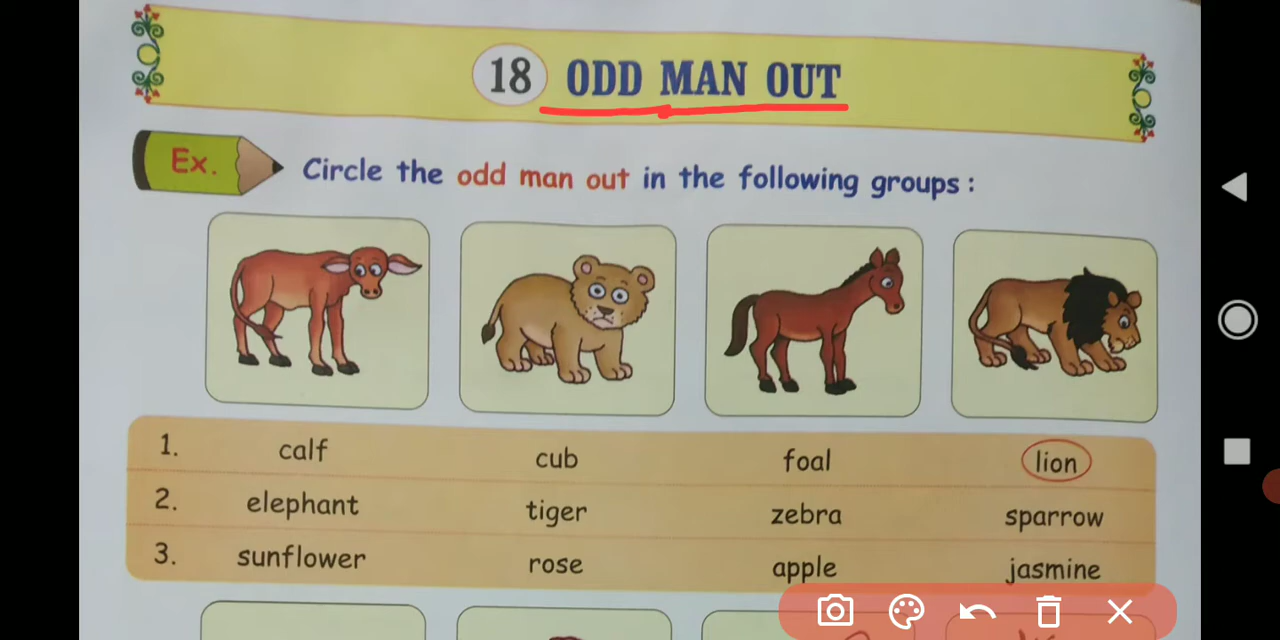 18 ODD MAN OUT
Ex. Circle the odd man out in the following groups :
1. calf cub foal lion
2. elephant tiger zebra sparrow
3. sunflower rose apple jasmine